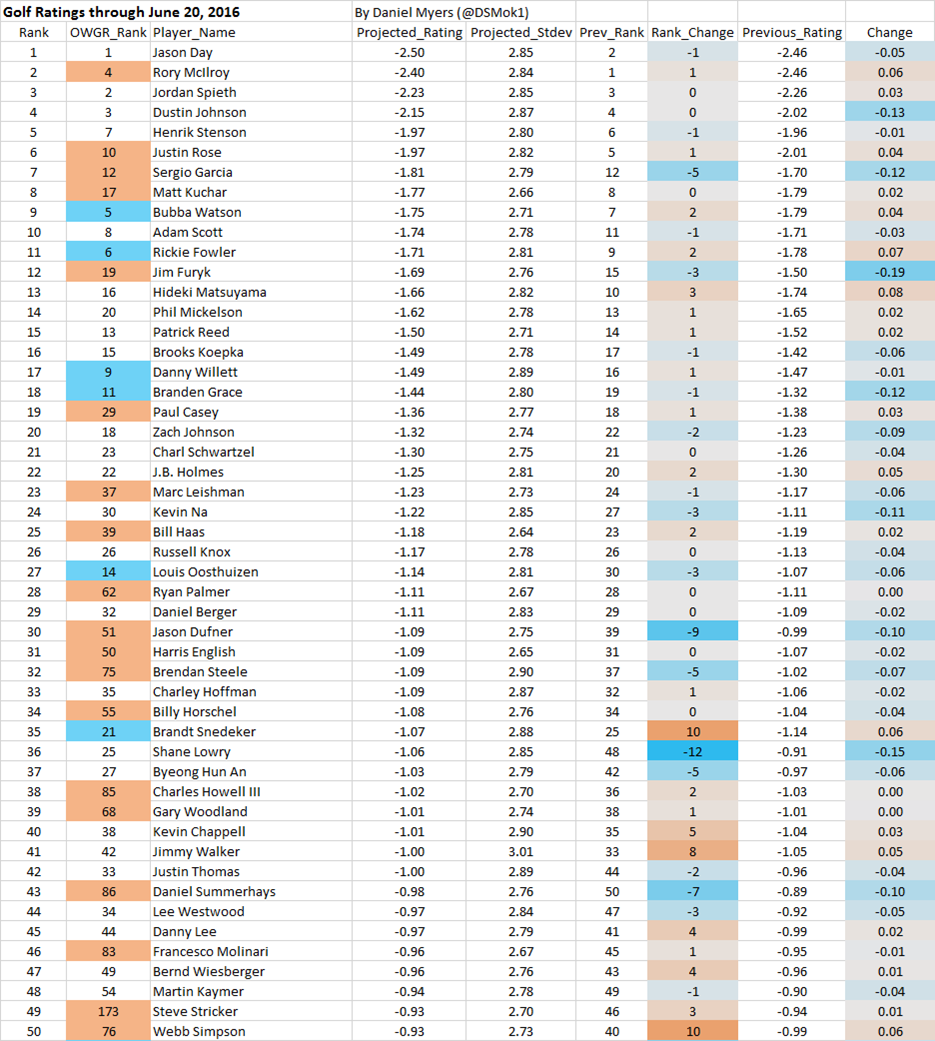 Golf Ratings through June 20, 2016 By Daniel Myers (@DSMok1)
Rank OWGR_Rank Player_Name Projected_Rating Projected_Stdev Prev_Rank Rank_Change Previous_Rating Change
1 1 Jason Day -2.50 2.85 2 -1 -2.46 -0.05
2 4 Rory McIlroy -2.40 2.84 1 1 -2.46 0.06
3 2 Jordan Spieth -2.23 2.85 3 0 -2.26 0.03
4 3 Dustin Johnson -2.15 2.87 4 0 -2.02 -0.13
5 7 Henrik Stenson -1.97 2.80 6 -1 -1.96 -0.01
6 10 Justin Rose -1.97 2.82 5 1 -2.01 0.04
7 12 Sergio Garcia -1.81 2.79 12 -5 -1.70 -0.12
8 17 Matt Kuchar -1.77 2.66 8 0 -1.79 0.02
9 5 Bubba Watson -1.75 2.71 7 2 -1.79 0.04
10 8 Adam Scott -1.74 2.78 11 -1 -1.71 -0.03
11 6 Rickie Fowler -1.71 2.81 9 2 -1.78 0.07
12 19 Jim Furyk -1.69 2.76 15 -3 -1.50 -0.19
13 16 Hideki Matsuyama -1.66 2.82 10 3 -1.74 0.08
14 20 Phil Mickelson -1.62 2.78 13 1 -1.65 0.02
15 13 Patrick Reed -1.50 2.71 14 1 -1.52 0.02
16 15 Brooks Koepka -1.49 2.78 17 -1 -1.42 -0.06
17 9 Danny Willett -1.49 2.89 16 1 -1.47 -0.01
18 11 Branden Grace -1.44 2.80 19 -1 -1.32 -0.12
19 29 Paul Casey -1.36 2.77 18 1 -1.38 0.03
20 18 Zach Johnson -1.32 2.74 22 -2 -1.23 -0.09
21 23 Charl Schwartzel -1.30 2.75 21 0 -1.26 -0.04
22 22 J.B. Holmes -1.25 2.81 20 2 -1.30 0.05
23 37 Marc Leishman -1.23 2.73 24 -1 -1.17 -0.06
24 30 Kevin Na -1.22 2.85 27 -3 -1.11 -0.11
25 39 Bill Haas -1.18 2.64 23 2 -1.19 0.02
26 26 Russell Knox -1.17 2.78 26 0 -1.13 -0.04
27 14 Louis Oosthuizen -1.14 2.81 30 -3 -1.07 -0.06
28 62 Ryan Palmer -1.11 2.67 28 0 -1.11 0.00
29 32 Daniel Berger -1.11 2.83 29 0 -1.09 -0.02
30 51 Jason Dufner -1.09 2.75 39 -9 -0.99 -0.10
31 50 Harris English -1.09 2.65 31 0 -1.07 -0.02
32 75 Brendan Steele -1.09 2.90 37 -5 -1.02 -0.07
33 35 Charley Hoffman -1.09 2.87 32 1 -1.06 -0.02
34 55 Billy Horschel -1.08 2.76 34 0 -1.04 -0.04
35 21 Brandt Snedeker -1.07 2.88 25 10 -1.14 0.06
36 25 Shane Lowry -1.06 2.85 48 -12 -0.91 -0.15
37 27 Byeong Hun An -1.03 2.79 42 -5 -0.97 -0.06
38 85 Charles Howell III -1.02 2.70 36 2 -1.03 0.00
39 68 Gary Woodland -1.01 2.74 38 1 -1.01 0.00
40 38 Kevin Chappell -1.01 2.90 35 5 -1.04 0.03
41 42 Jimmy Walker -1.00 3.01 33 8 -1.05 0.05
42 33 Justin Thomas -1.00 2.89 44 -2 -0.96 -0.04
43 86 Daniel Summerhays -0.98 2.76 50 -7 -0.89 -0.10
44 34 Lee Westwood -0.97 2.84 47 -3 -0.92 -0.05
45 44 Danny Lee -0.97 2.79 41 4 -0.99 0.02
46 83 Francesco Molinari -0.96 2.67 45 1 -0.95 -0.01
47 49 Bernd Wiesberger -0.96 2.76 43 4 -0.96 0.01
48 54 Martin Kaymer -0.94 2.78 49 -1 -0.90 -0.04
49 173 Steve Stricker -0.93 2.70 46 3 -0.94 0.01
50 76 Webb Simpson -0.93 2.73 40 10 -0.99 0.06